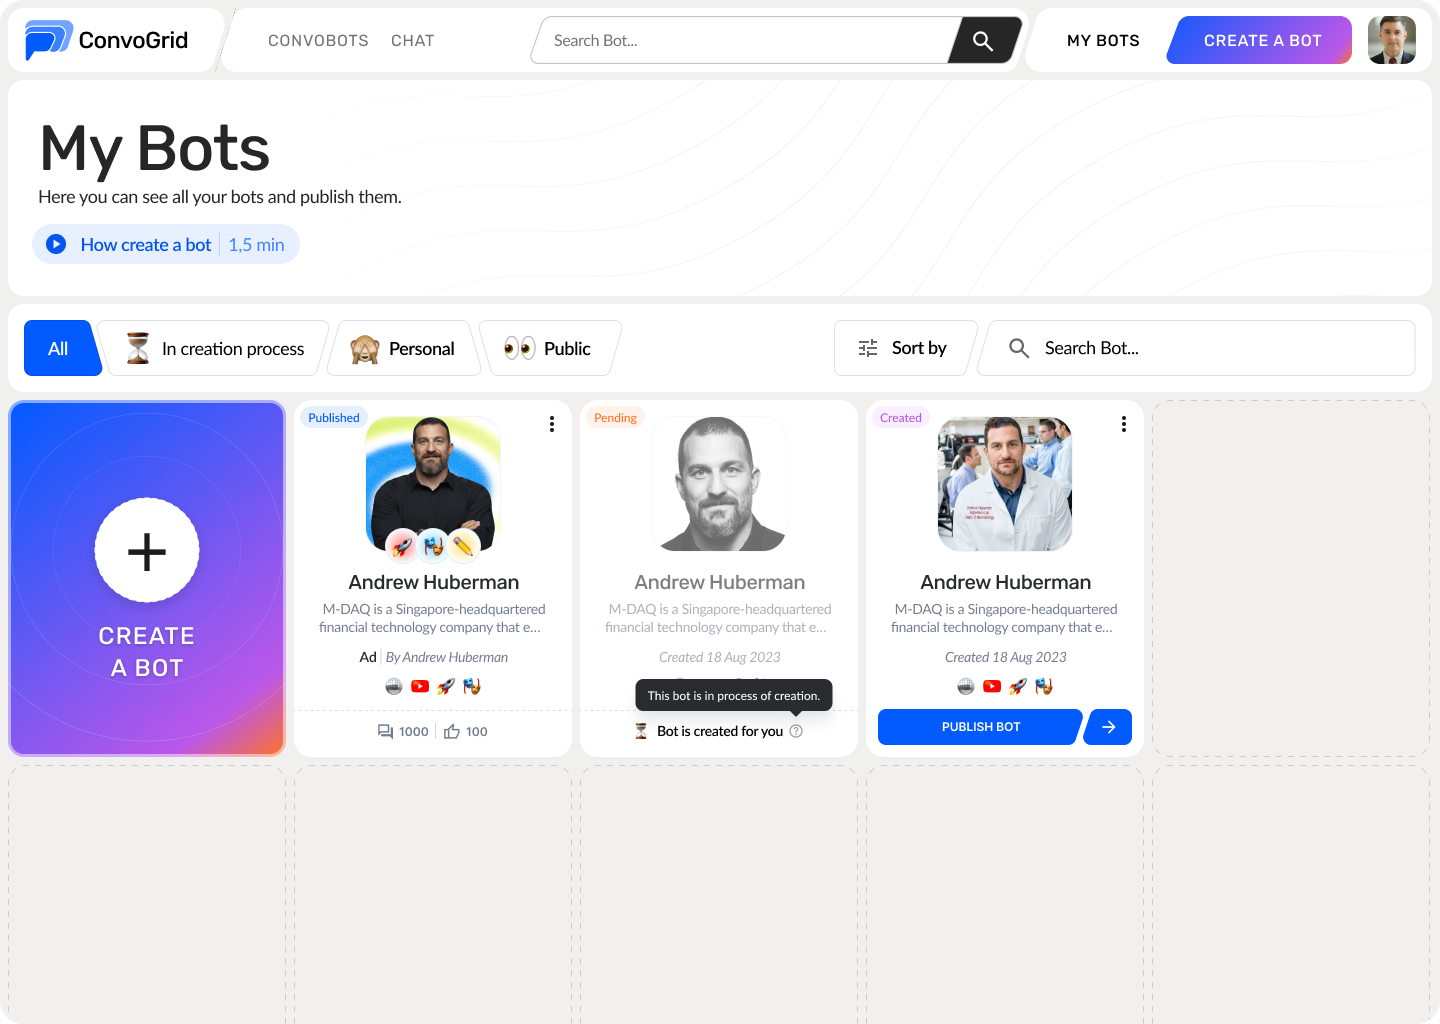 ConvoGrid
CONVOBOTS
CHAT
Search Bot...
MY BOTS
CREATE A BOT
My Bots
Here you can see all your bots and publish them.
How create a bot
1,5 min
All
In creation process
Personal
Public
Sort by
Search Bot...
CREATE
A BOT
Published
Andrew Huberman
M-DAQ is a Singapore-headquartered
financial technology company that e...
Ad
By Andrew Huberman
1000
100
Pending
Andrew Huberman
M-DAQ is a Singapore-headquartered
financial technology company that e...
Created 18 Aug 2023
This bot is in process of creation.
Bot is created for you
Created
Andrew Huberman
M-DAQ is a Singapore-headquartered
financial technology company that e...
Created 18 Aug 2023
PUBLISH BOT